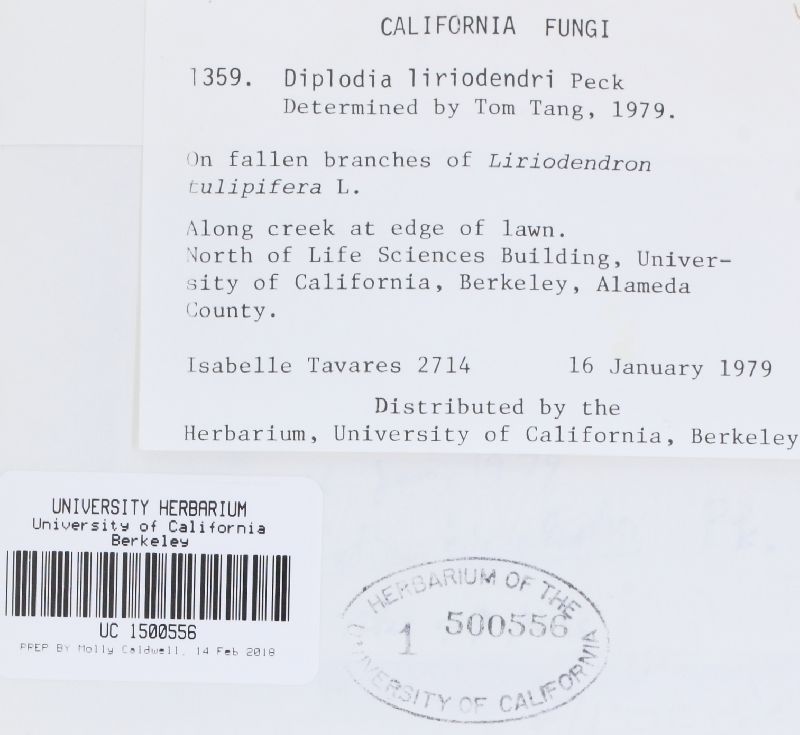 CALIFORNIA FUNGI
1359. Diplodia liriodendri Peck
Determined by Tom Tang, 1979.
On fallen branches of Liriodendron
tulipifera L.
Along creek at edge of lawn.
North of Life Sciences Building, Univer-
sity of California, Berkeley, Alameda
County.
Isabelle Tavares 2714 16 January 1979
Distributed by the
Herbarium, University of California, Berkeley
UNIVERSITY HERBARIUM
University of California
Berkeley
UC 1500556
PREP BY Molly Caldwell, 14 Feb 2018
HERBARIUM OF THE
1 500556
UNIVERSITY OF CALIFORNIA